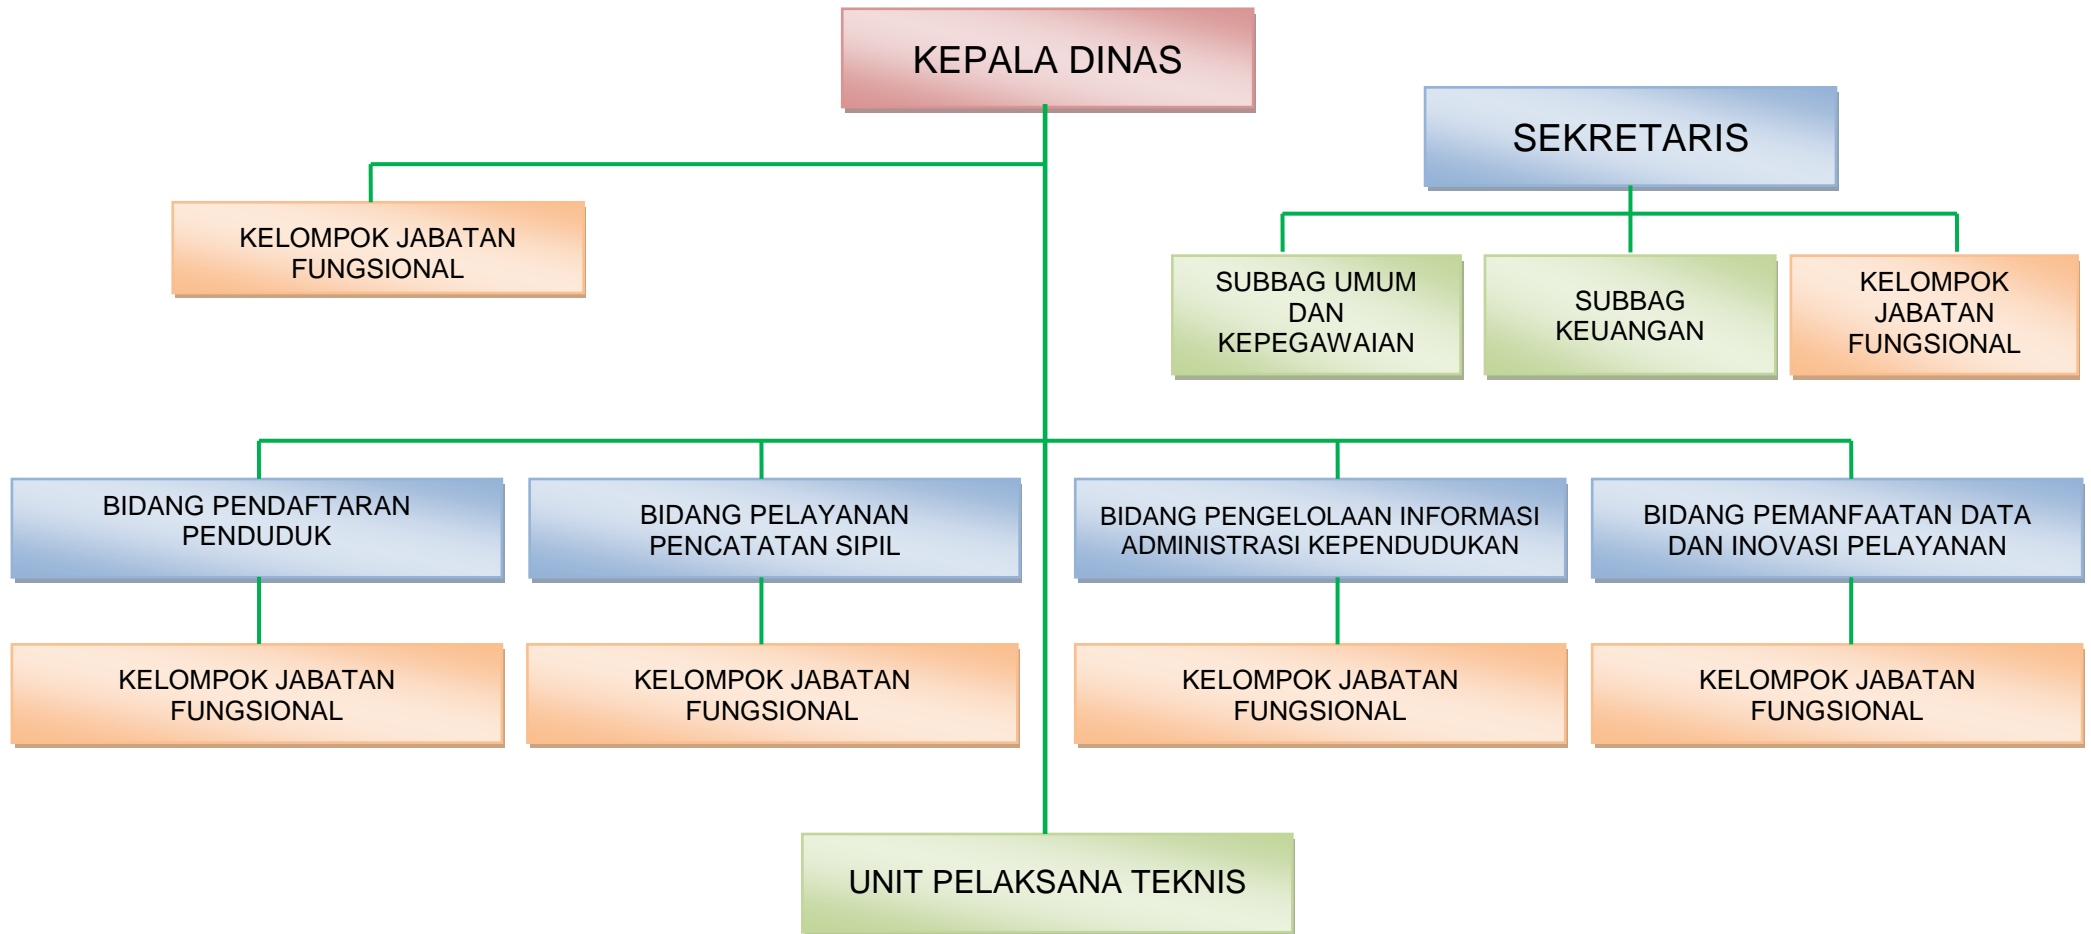 KEPALA DINAS
SEKRETARIS
KELOMPOK JABATAN
FUNGSIONAL
SUBBAG UMUM
DAN
KEPEGAWAIAN
SUBBAG
KEUANGAN
KELOMPOK
JABATAN
FUNGSIONAL
BIDANG PENDAFTARAN
PENDUDUK
BIDANG PELAYANAN
PENCATATAN SIPIL
BIDANG PENGELOLAAN INFORMASI
ADMINISTRASI KEPENDUDUKAN
BIDANG PEMANFAATAN DATA
DAN INOVASI PELAYANAN
KELOMPOK JABATAN
FUNGSIONAL
KELOMPOK JABATAN
FUNGSIONAL
KELOMPOK JABATAN
FUNGSIONAL
KELOMPOK JABATAN
FUNGSIONAL
UNIT PELAKSANA TEKNIS